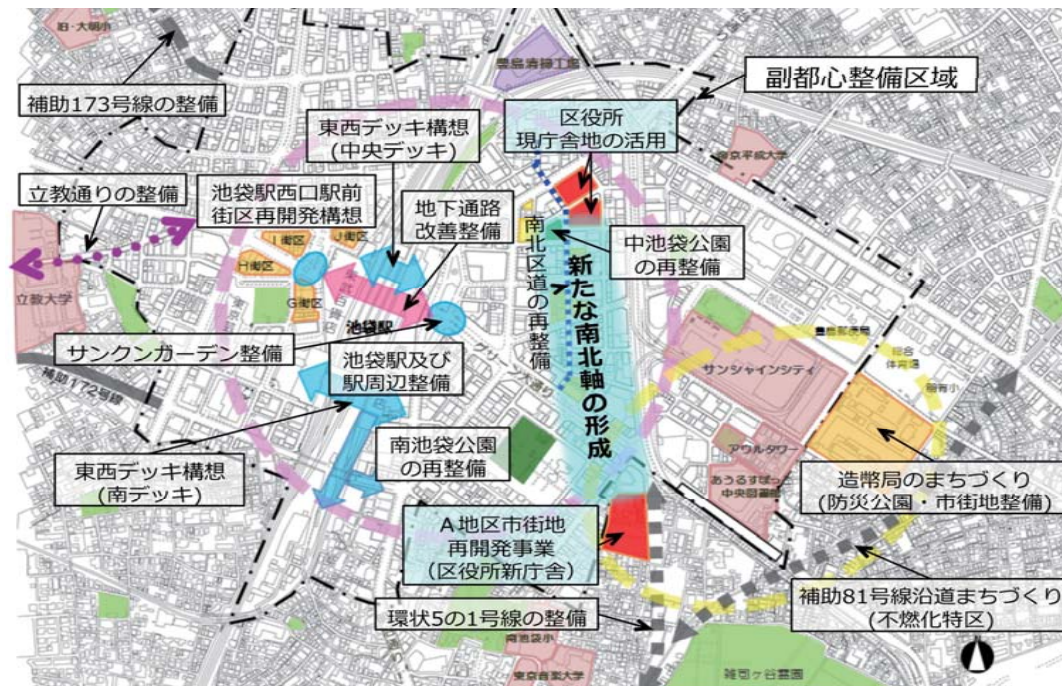 旧・大明小
豊島清掃工場
副都心整備区域
補助173号線の整備
東西デッキ構想
(中央デッキ)
区役所
現庁舎地の活用
東京平成大学
立教通りの整備
池袋駅西口駅前
街区再開発構想
地下通路
改善整備
中池袋公園
の再整備
南北区道の再整備
新たな南北軸の形成
I街区
J街区
H街区
G街区
立教大学
東武百貨店
池袋駅
サンクンガーデン整備
グリーン大通り
豊島郵便局
総合
体育場
朋有小
サンシャインシティ
補助172号線
池袋駅及び
駅周辺整備
南池袋公園
の再整備
東西デッキ構想
(南デッキ)
アウルタワー
あうるすぽっと
中央図書館
造幣局のまちづくり
(防災公園・市街地整備)
A地区市街地
再開発事業
(区役所新庁舎)
補助81号線沿道まちづくり
(不燃化特区)
環状5の1号線の整備
南池袋小
東京音楽大学
雑司ケ谷霊園